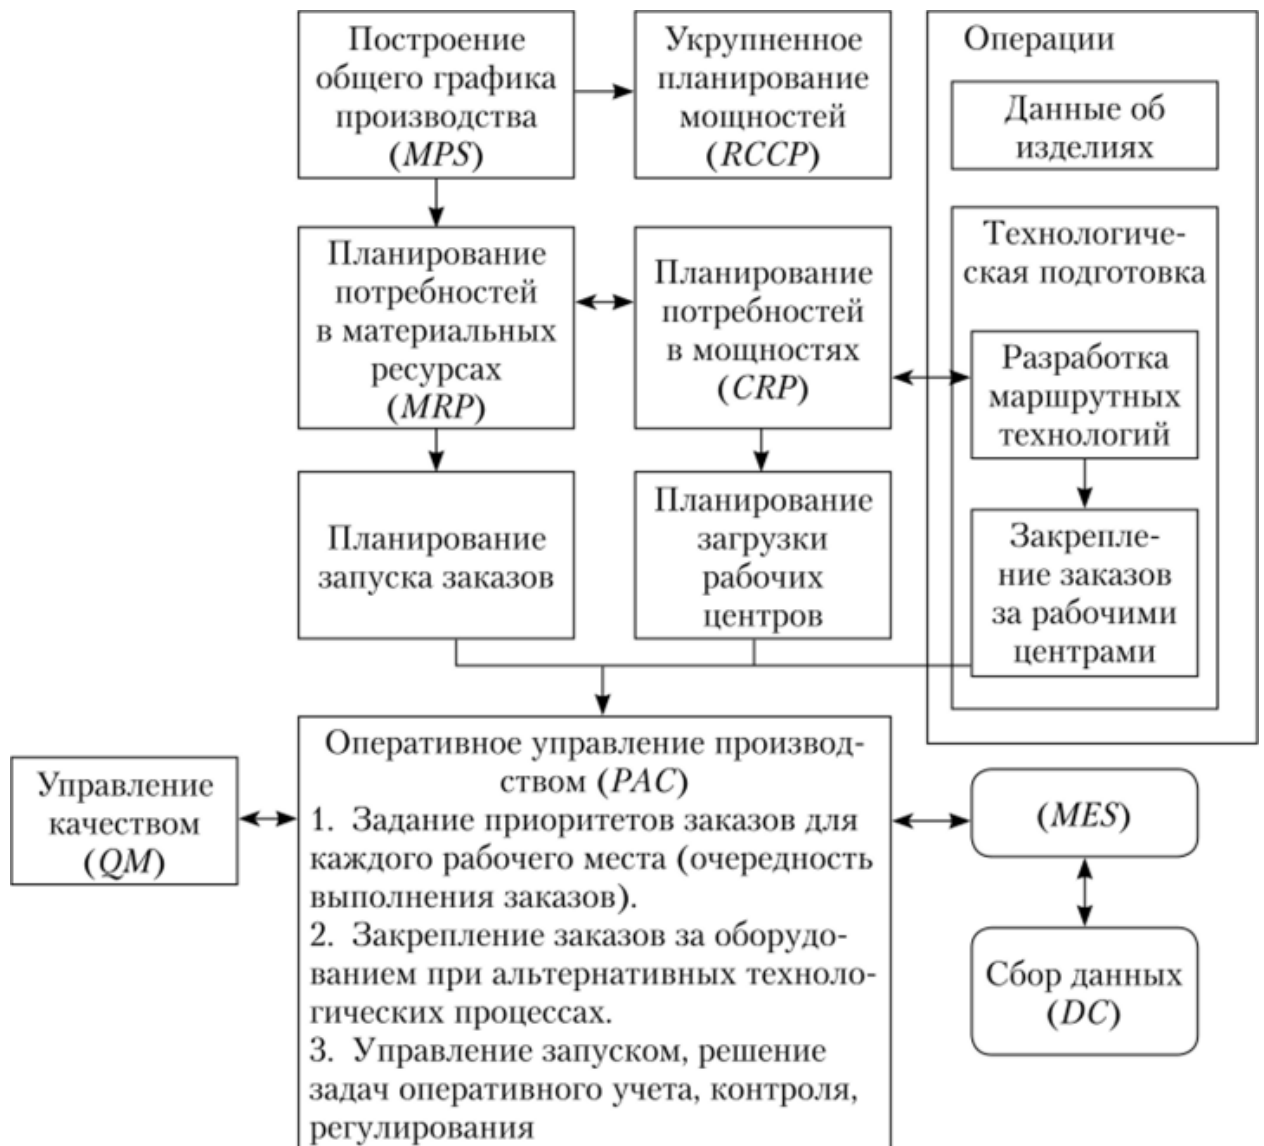 Построение
общего графика
производства
(MPS)
Укрупненное
планирование
мощностей
(RCCP)
Операции
Данные об
изделиях
Планирование
потребностей
в материальных
ресурсах
(MRP)
Планирование
потребностей
в мощностях
(CRP)
Технологиче-
ская подготовка
Разработка
маршрутных
технологий
Планирование
запуска заказов
Планирование
загрузки
рабочих
центров
Закрепле-
ние заказов
за рабочими
центрами
Управление
качеством
(QM)
Оперативное управление производ-
ством (PAC)
1. Задание приоритетов заказов для
каждого рабочего места (очередность
выполнения заказов).
2. Закрепление заказов за оборудо-
ванием при альтернативных техноло-
гических процессах.
3. Управление запуском, решение
задач оперативного учета, контроля,
регулирования
(MES)
Сбор данных
(DC)